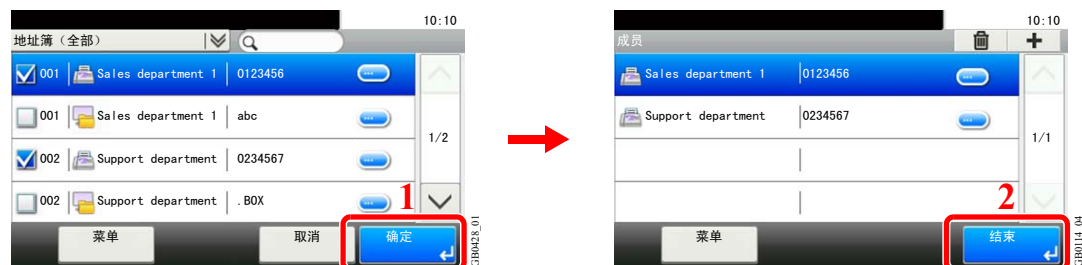 10:10
地址簿（全部）
001 Sales department 1 0123456
001 Sales department 1 abc
1/2
002 Support department 0234567
002 Support department .BOX
1
菜单 取消 确定
GB0428_01
10:10
成员
Sales department 1 0123456
Support department 0234567
1/1
2
菜单 结束
GB0114_04